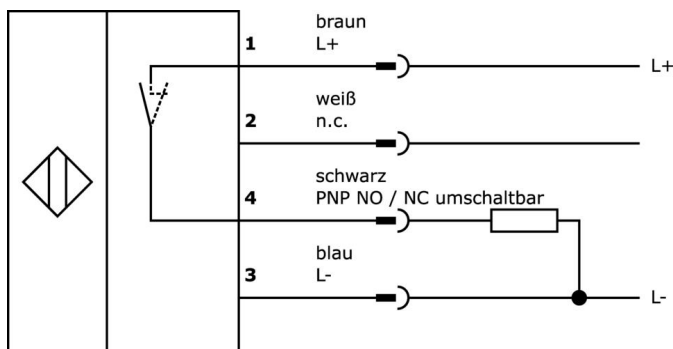 braun
1 L+
L+
weiß
2 n.c.
schwarz
4 PNP NO / NC umschaltbar
blau
3 L-
L-